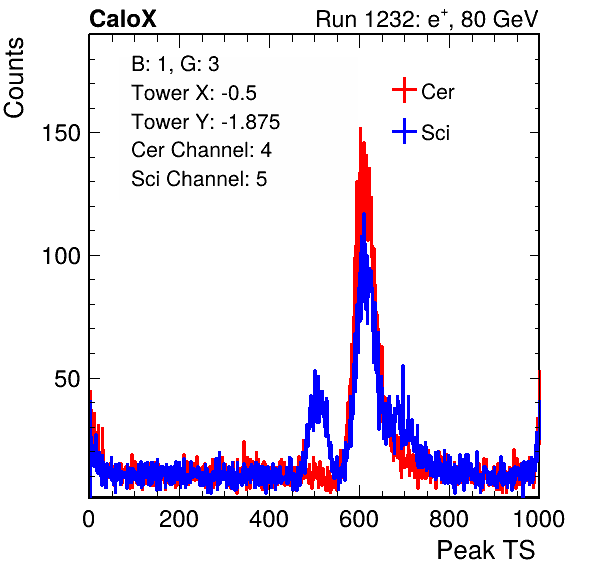 CaloX Run 1232: e+, 80 GeV
Counts
B: 1, G: 3
Tower X: -0.5
Tower Y: -1.875
Cer Channel: 4
Sci Channel: 5
Cer
Sci
150
100
50
0 200 400 600 800 1000
Peak TS